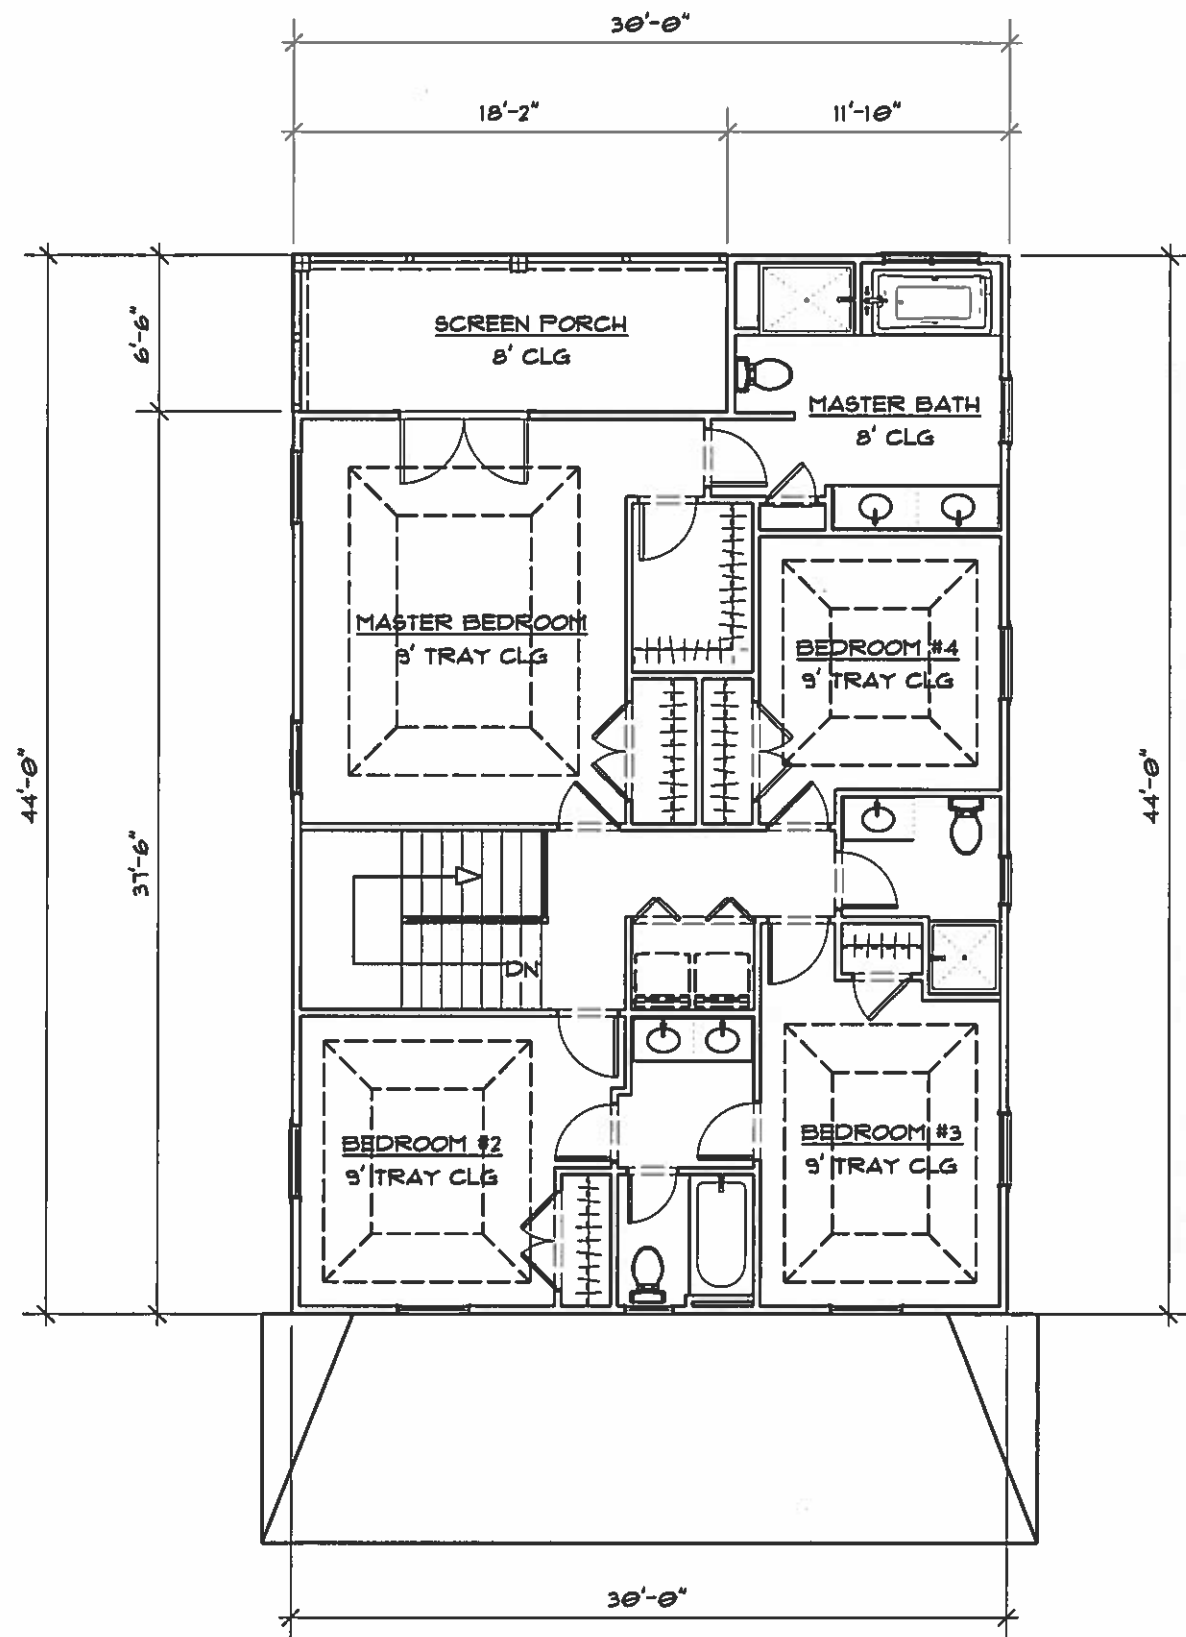 30'-0"
18'-2"
11'-10"
6'-6"
SCREEN PORCH
8' CLG
MASTER BATH
8' CLG
MASTER BEDROOM
9' TRAY CLG
BEDROOM #4
9' TRAY CLG
44'-0"
37'-6"
44'-0"
DN
BEDROOM #2
9' TRAY CLG
BEDROOM #3
9' TRAY CLG
30'-0"